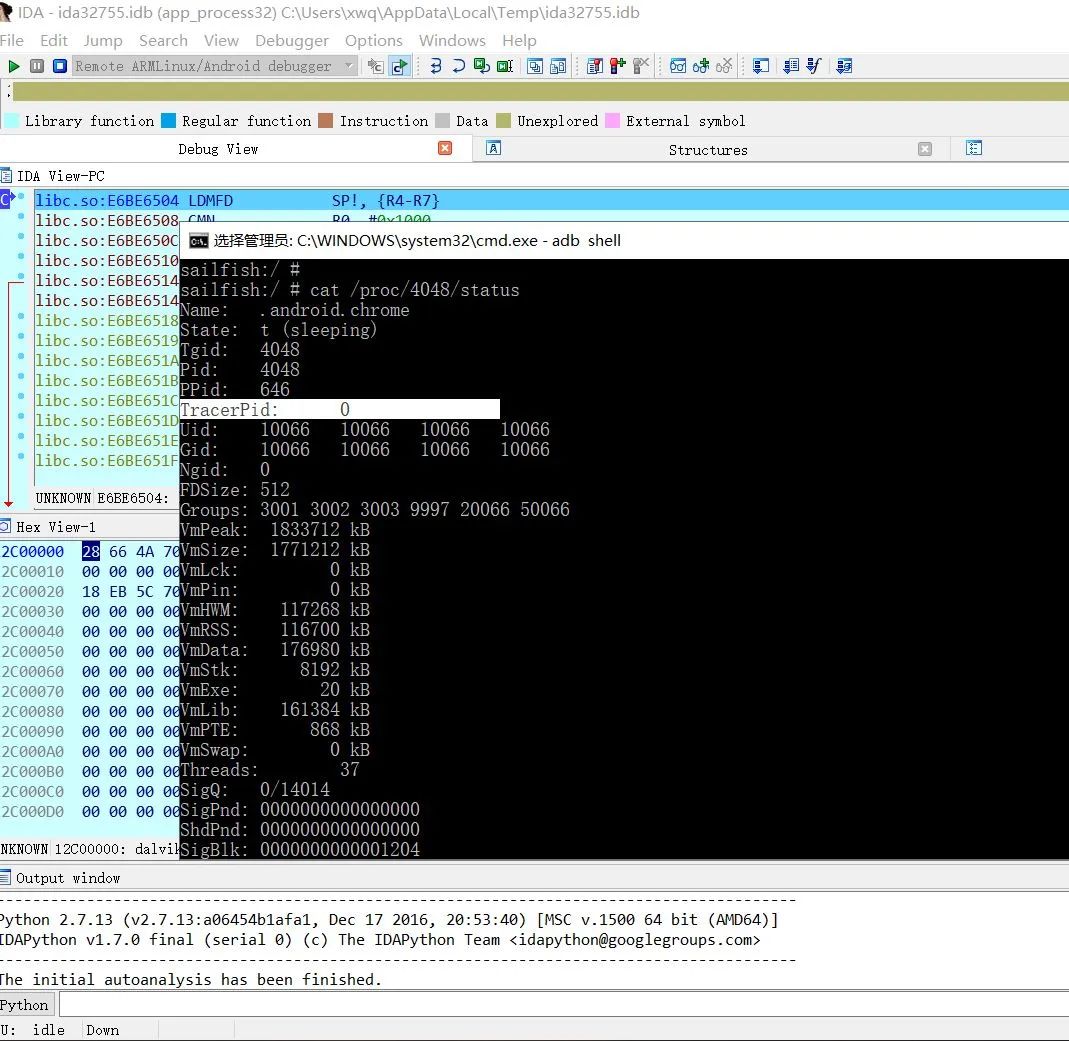 IDA - ida32755.idb (app_process32) C:\Users\xwq\AppData\Local\Temp\ida32755.idb
File Edit Jump Search View Debugger Options Windows Help
Remote ARMLinux/Android debugger
Library function Regular function Instruction Data Unexplored External symbol
Debug View Structures
IDA View-PC
libc.so:E6BE6504 LDMFD SP!, {R4-R7}
libc.so:E6BE6508 CMN R0, #0x1000
libc.so:E6BE650C
libc.so:E6BE6510
libc.so:E6BE6514
libc.so:E6BE6514
libc.so:E6BE6518
libc.so:E6BE6519
libc.so:E6BE651A
libc.so:E6BE651B
libc.so:E6BE651C
libc.so:E6BE651D
libc.so:E6BE651E
libc.so:E6BE651F
UNKNOWN E6BE6504:
Hex View-1
2C00000 28 66 4A 70
2C00010 00 00 00 00
2C00020 18 EB 5C 70
2C00030 00 00 00 00
2C00040 00 00 00 00
2C00050 00 00 00 00
2C00060 00 00 00 00
2C00070 00 00 00 00
2C00080 00 00 00 00
2C00090 00 00 00 00
2C000A0 00 00 00 00
2C000B0 00 00 00 00
2C000C0 00 00 00 00
2C000D0 00 00 00 00
NKNOWN 12C00000: dalvik
选择管理员: C:\WINDOWS\system32\cmd.exe - adb shell
sailfish:/ #
sailfish:/ # cat /proc/4048/status
Name: .android.chrome
State: t (sleeping)
Tgid: 4048
Pid: 4048
PPid: 646
TracerPid: 0
Uid: 10066 10066 10066 10066
Gid: 10066 10066 10066 10066
Ngid: 0
FDSize: 512
Groups: 3001 3002 3003 9997 20066 50066
VmPeak: 1833712 kB
VmSize: 1771212 kB
VmLck: 0 kB
VmPin: 0 kB
VmHWM: 117268 kB
VmRSS: 116700 kB
VmData: 176980 kB
VmStk: 8192 kB
VmExe: 20 kB
VmLib: 161384 kB
VmPTE: 868 kB
VmSwap: 0 kB
Threads: 37
SigQ: 0/14014
SigPnd: 0000000000000000
ShdPnd: 0000000000000000
SigBlk: 0000000000001204
Output window
Python 2.7.13 (v2.7.13:a06454b1afa1, Dec 17 2016, 20:53:40) [MSC v.1500 64 bit (AMD64)]
IDAPython v1.7.0 final (serial 0) (c) The IDAPython Team <idapython@googlegroups.com>
The initial autoanalysis has been finished.
Python
U: idle Down